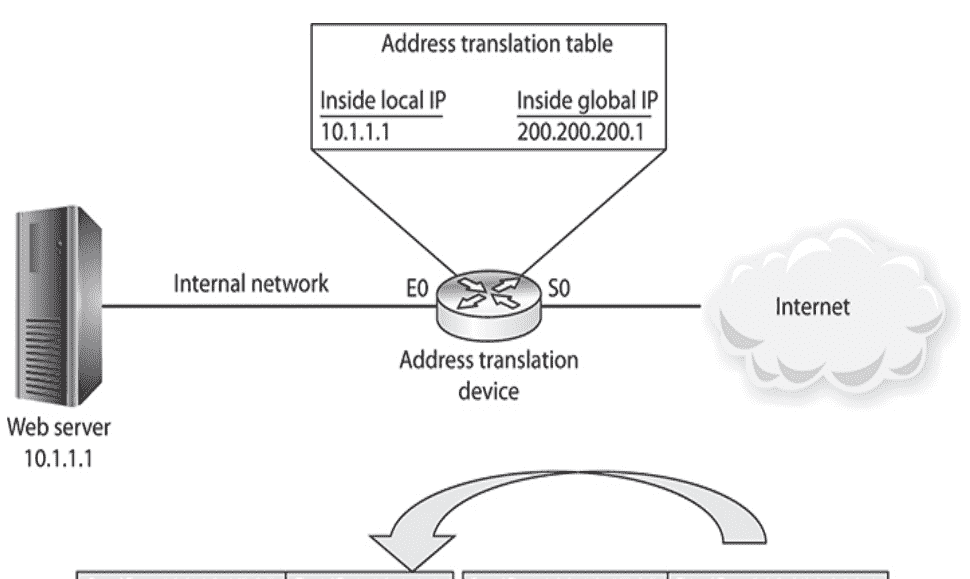 Address translation table
Inside local IP
Inside global IP
10.1.1.1
200.200.200.1
Internal network
E0
S0
Internet
Address translation
device
Web server
10.1.1.1